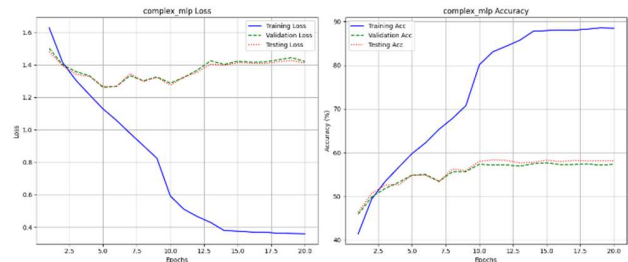 complex_mlp Loss
Training Loss
Validation Loss
Testing Loss
1.6
1.4
1.2
1.0
0.8
0.6
0.4
Loss
2.5
5.0
7.5
10.0
12.5
15.0
17.5
20.0
Epochs
complex_mlp Accuracy
Training Acc
Validation Acc
Testing Acc
90
80
70
60
50
40
Accuracy (%)
2.5
5.0
7.5
10.0
12.5
15.0
17.5
20.0
Epochs